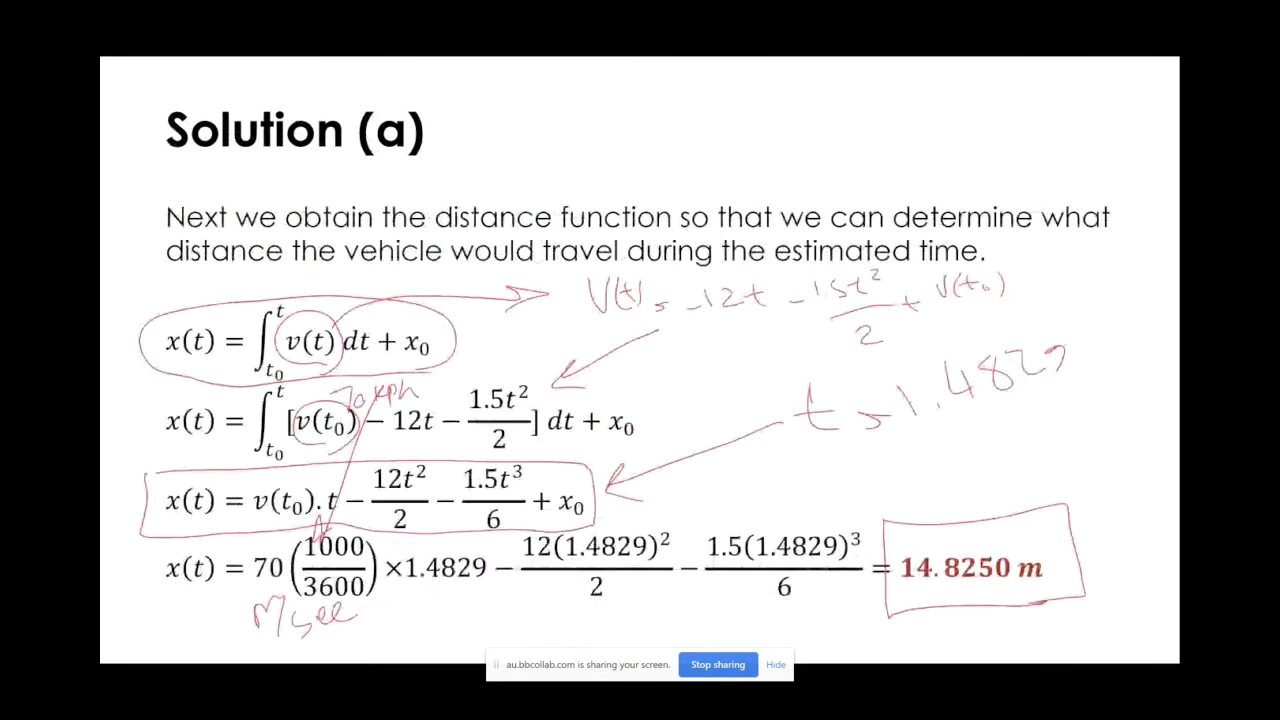 Solution (a)
Next we obtain the distance function so that we can determine what
distance the vehicle would travel during the estimated time.
V(t) = -12t - 1.5t²/2 + V(t₀)
x(t) = ∫_{t₀}^{t} v(t) dt + x₀
t = 1.4829
70 kph
x(t) = ∫_{t₀}^{t} [v(t₀) − 12t − 1.5t²/2] dt + x₀
x(t) = v(t₀).t − 12t²/2 − 1.5t³/6 + x₀
x(t) = 70 (1000/3600) ×1.4829 − 12(1.4829)²/2 − 1.5(1.4829)³/6 = 14.8250 m
m/sec
au.bbcollab.com is sharing your screen. Stop sharing Hide